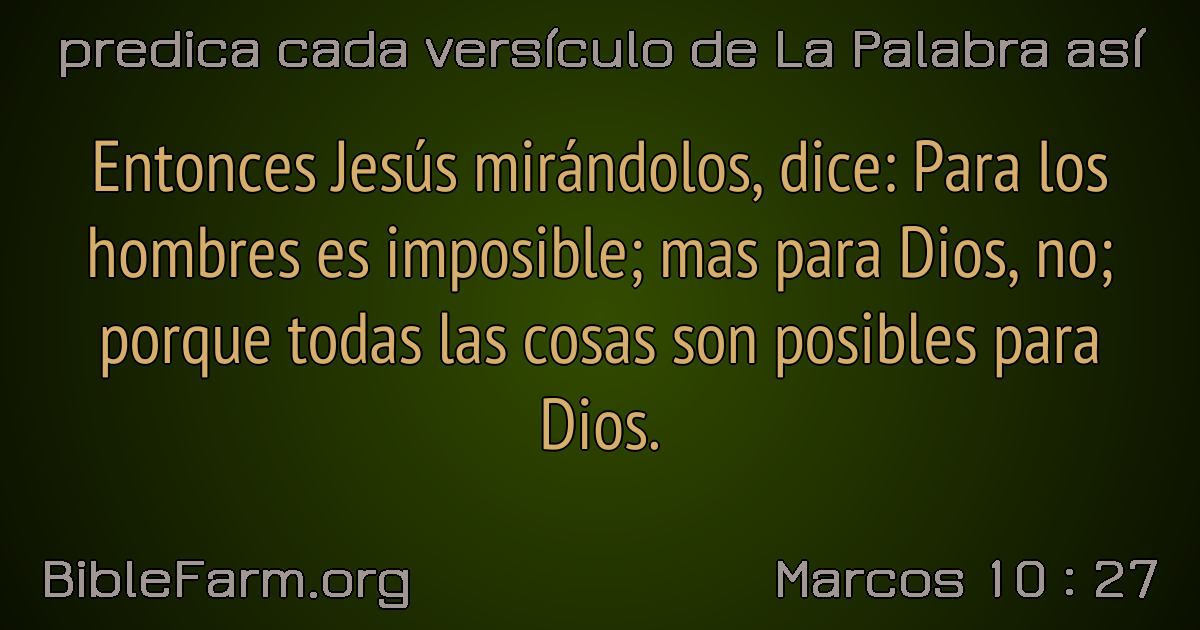 predica cada versículo de La Palabra así
Entonces Jesús mirándolos, dice: Para los
hombres es imposible; mas para Dios, no;
porque todas las cosas son posibles para
Dios.
BibleFarm.org
Marcos 10 : 27